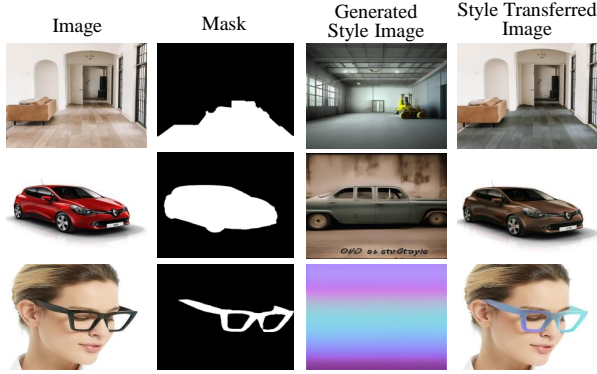 Image
Mask
Generated
Style Image
Style Transferred
Image